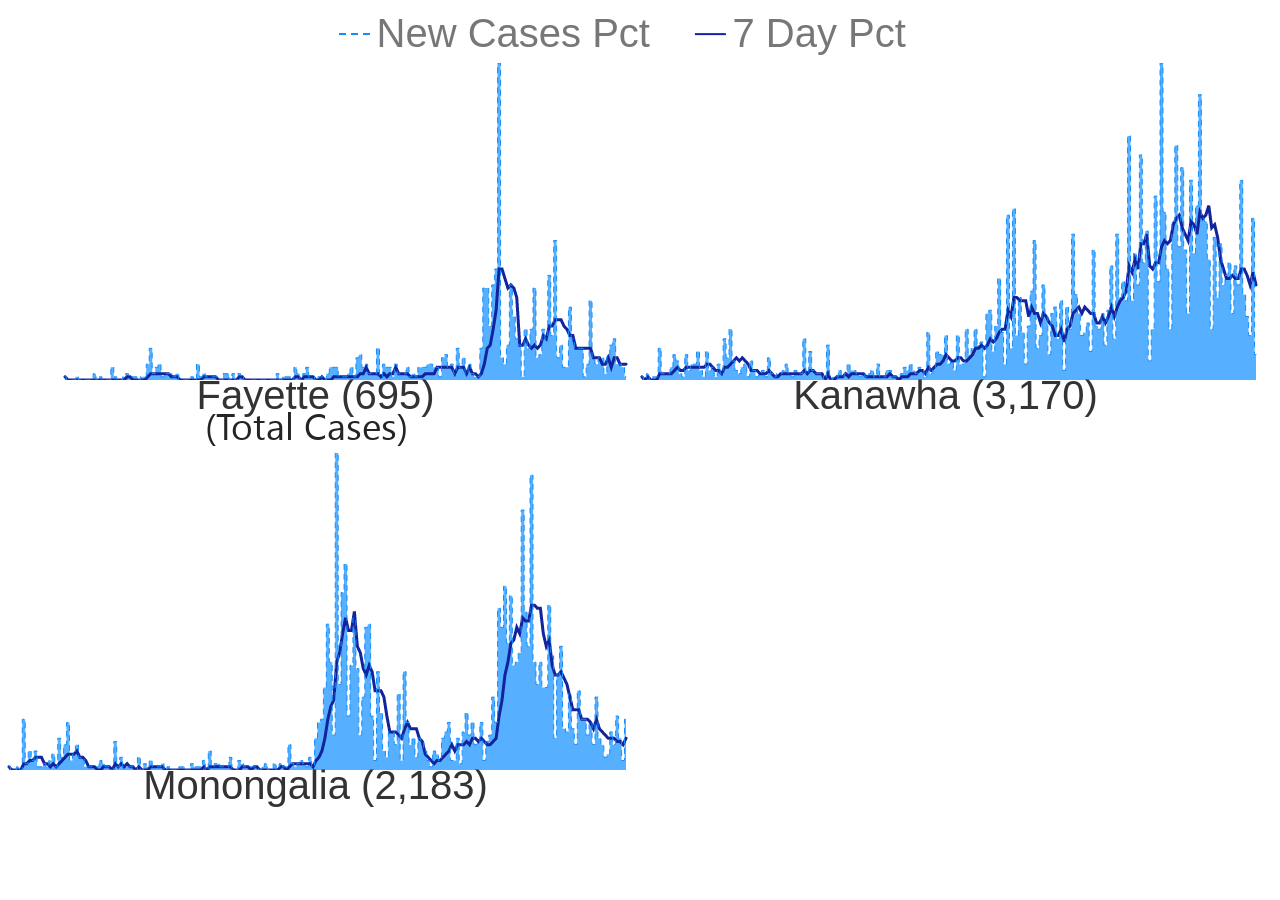 New Cases Pct 7 Day Pct
Fayette (695)
(Total Cases)
Kanawha (3,170)
Monongalia (2,183)